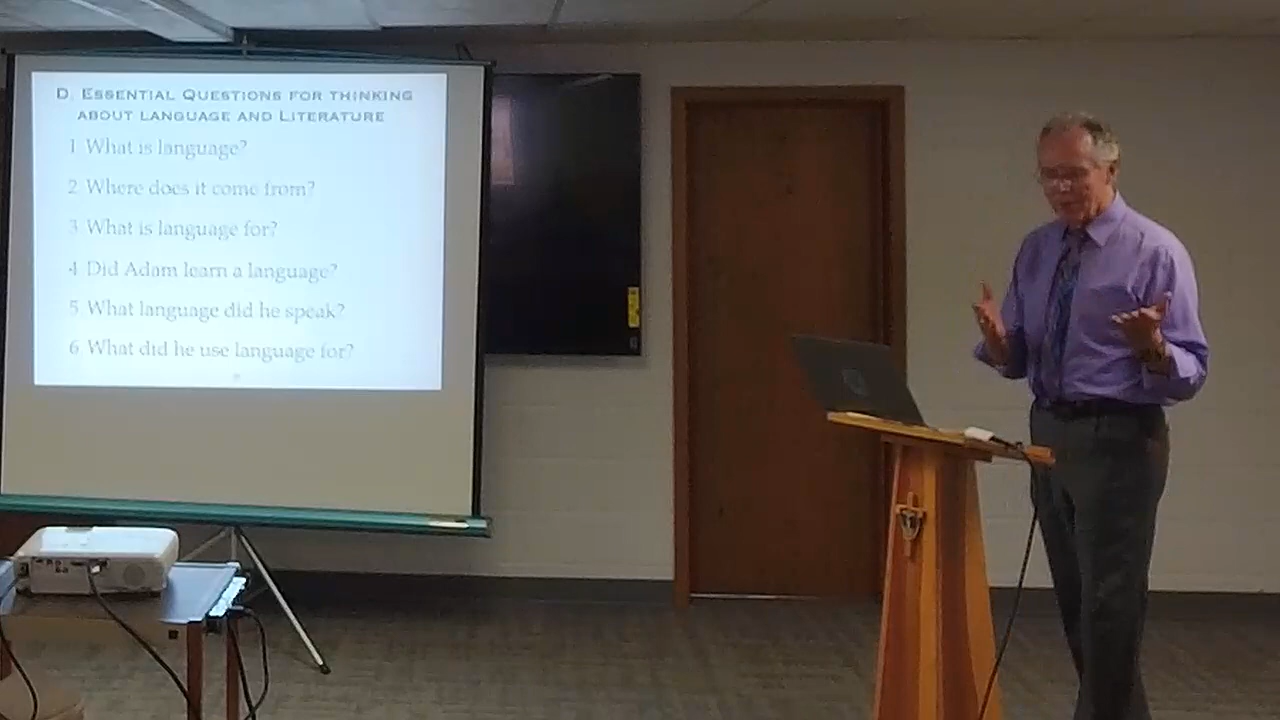 D. Essential Questions for thinking
about language and Literature
1 What is language?
2 Where does it come from?
3 What is language for?
4 Did Adam learn a language?
5 What language did he speak?
6 What did he use language for?